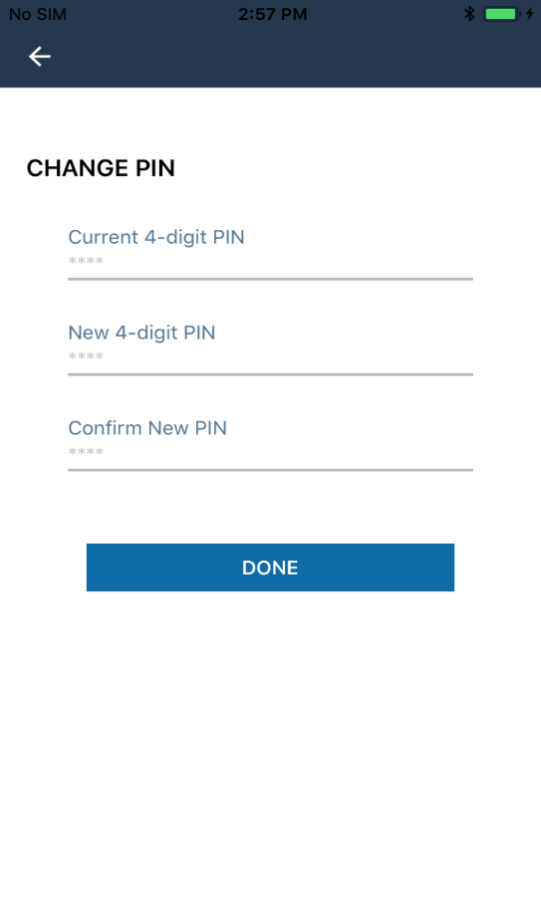 No SIM 2:57 PM
CHANGE PIN
Current 4-digit PIN
****
New 4-digit PIN
****
Confirm New PIN
****
DONE